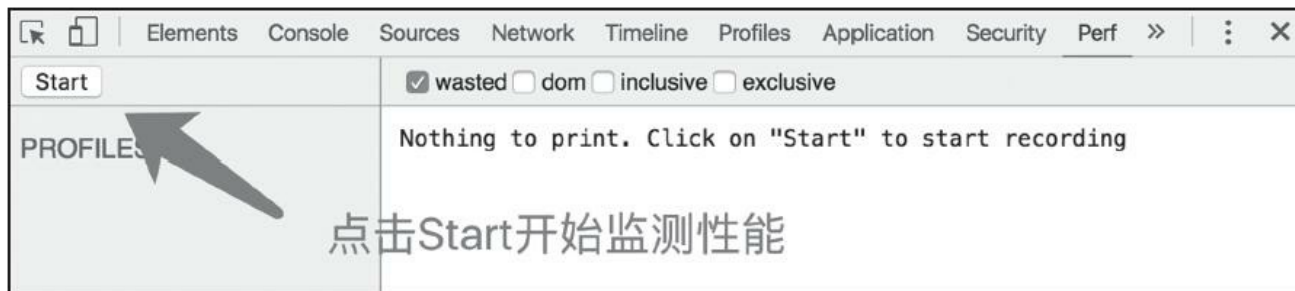 Elements Console Sources Network Timeline Profiles Application Security Perf »
Start
wasted dom inclusive exclusive
PROFILES
Nothing to print. Click on "Start" to start recording
点击Start开始监测性能